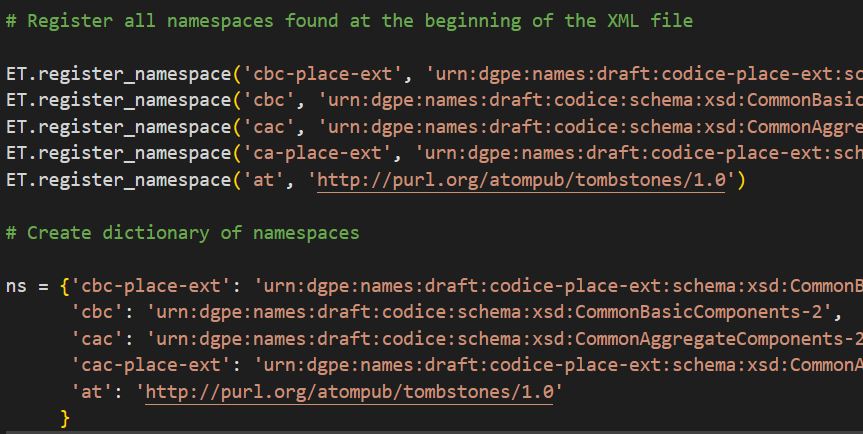 # Register all namespaces found at the beginning of the XML file
ET.register_namespace('cbc-place-ext', 'urn:dgpe:names:draft:codice-place-ext:sc
ET.register_namespace('cbc', 'urn:dgpe:names:draft:codice:schema:xsd:CommonBasic
ET.register_namespace('cac', 'urn:dgpe:names:draft:codice:schema:xsd:CommonAggre
ET.register_namespace('ca-place-ext', 'urn:dgpe:names:draft:codice-place-ext:sch
ET.register_namespace('at', 'http://purl.org/atompub/tombstones/1.0')
# Create dictionary of namespaces
ns = {'cbc-place-ext': 'urn:dgpe:names:draft:codice-place-ext:schema:xsd:CommonB
'cbc': 'urn:dgpe:names:draft:codice:schema:xsd:CommonBasicComponents-2',
'cac': 'urn:dgpe:names:draft:codice:schema:xsd:CommonAggregateComponents-2
'cac-place-ext': 'urn:dgpe:names:draft:codice-place-ext:schema:xsd:CommonA
'at': 'http://purl.org/atompub/tombstones/1.0'
}